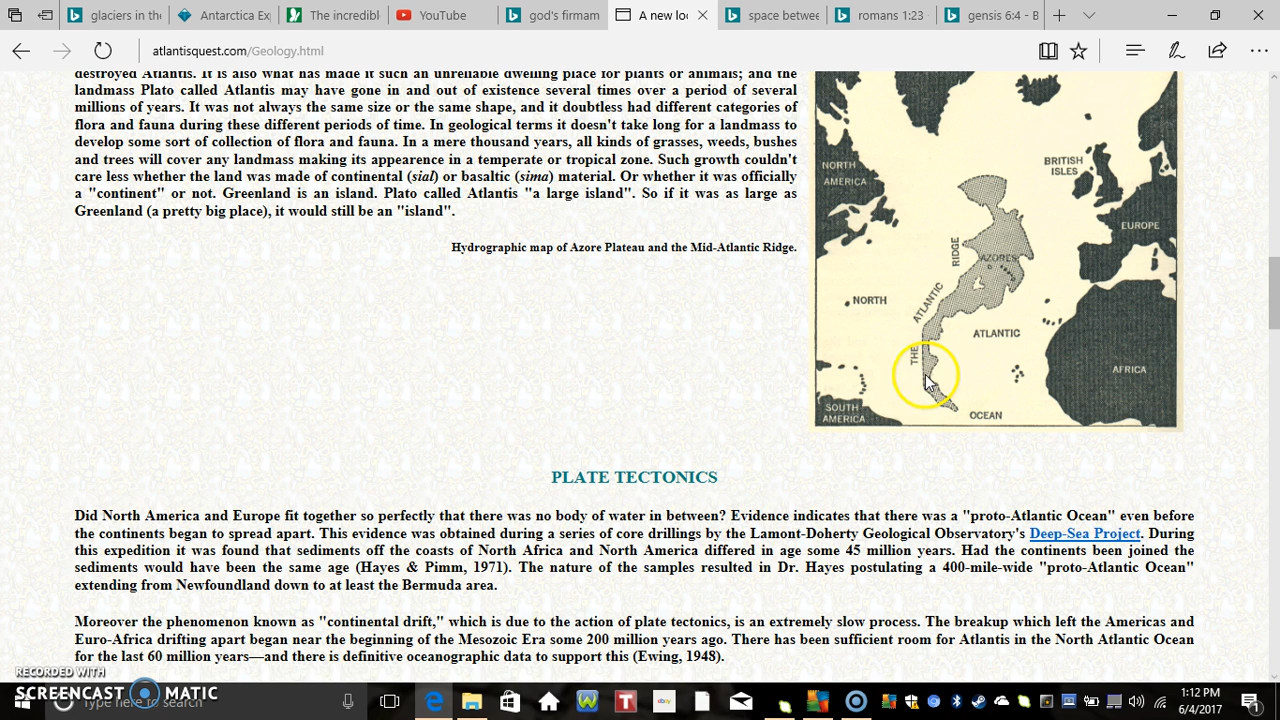 glaciers in the
Antarctica Ex
The incredibl
YouTube
god's firmam
A new loc
space betwee
romans 1:23
gensis 6:4 - B
atlantisquest.com/Geology.html
destroyed Atlantis. It is also what has made it such an unreliable dwelling place for plants or animals; and the
landmass Plato called Atlantis may have gone in and out of existence several times over a period of several
millions of years. It was not always the same size or the same shape, and it doubtless had different categories of
flora and fauna during these different periods of time. In geological terms it doesn't take long for a landmass to
develop some sort of collection of flora and fauna. In a mere thousand years, all kinds of grasses, weeds, bushes
and trees will cover any landmass making its appearence in a temperate or tropical zone. Such growth couldn't
care less whether the land was made of continental (sial) or basaltic (sima) material. Or whether it was officially
a "continent" or not. Greenland is an island. Plato called Atlantis "a large island". So if it was as large as
Greenland (a pretty big place), it would still be an "island".
Hydrographic map of Azore Plateau and the Mid-Atlantic Ridge.
NORTH
AMERICA
BRITISH
ISLES
EUROPE
RIDGE
AZORES
ATLANTIC
NORTH
ATLANTIC
THE
AFRICA
SOUTH
AMERICA
OCEAN
PLATE TECTONICS
Did North America and Europe fit together so perfectly that there was no body of water in between? Evidence indicates that there was a "proto-Atlantic Ocean" even before
the continents began to spread apart. This evidence was obtained during a series of core drillings by the Lamont-Doherty Geological Observatory's Deep-Sea Project. During
this expedition it was found that sediments off the coasts of North Africa and North America differed in age some 45 million years. Had the continents been joined the
sediments would have been the same age (Hayes & Pimm, 1971). The nature of the samples resulted in Dr. Hayes postulating a 400-mile-wide "proto-Atlantic Ocean"
extending from Newfoundland down to at least the Bermuda area.
Moreover the phenomenon known as "continental drift," which is due to the action of plate tectonics, is an extremely slow process. The breakup which left the Americas and
Euro-Africa drifting apart began near the beginning of the Mesozoic Era some 200 million years ago. There has been sufficient room for Atlantis in the North Atlantic Ocean
for the last 60 million years—and there is definitive oceanographic data to support this (Ewing, 1948).
RECORDED WITH
SCREENCAST MATIC
Type here to search
ebay
1:12 PM
6/4/2017